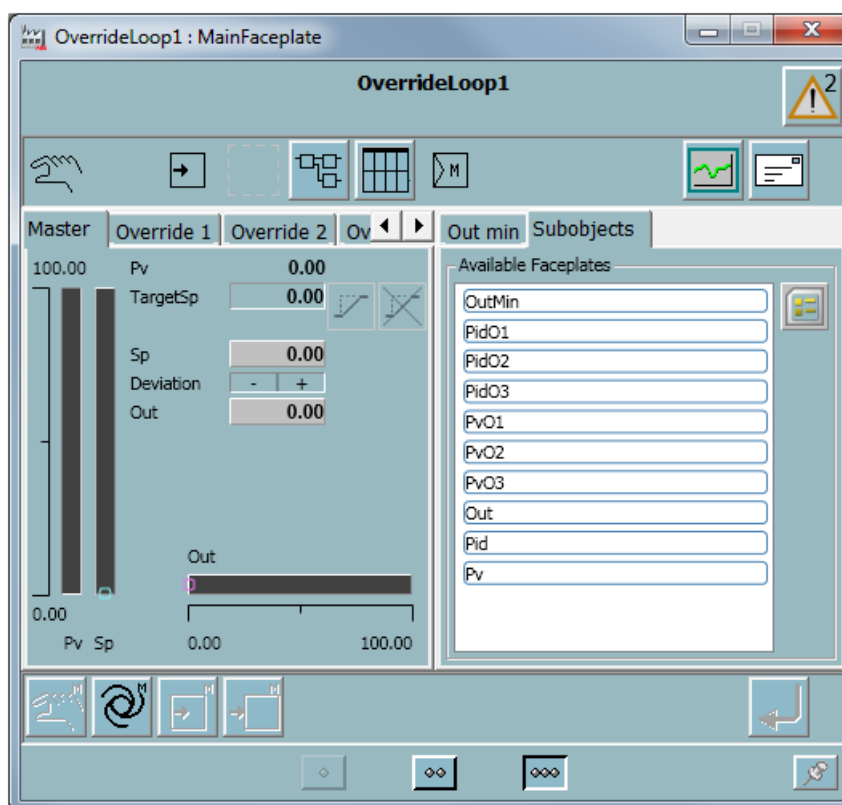 OverrideLoop1 : MainFaceplate
OverrideLoop1
2
M
Master Override 1 Override 2 Ov
Out min Subobjects
100.00 Pv 0.00
TargetSp 0.00
Sp 0.00
Deviation - +
Out 0.00
Out
0.00
Pv Sp 0.00 100.00
Available Faceplates
OutMin
PidO1
PidO2
PidO3
PvO1
PvO2
PvO3
Out
Pid
Pv
M M M M